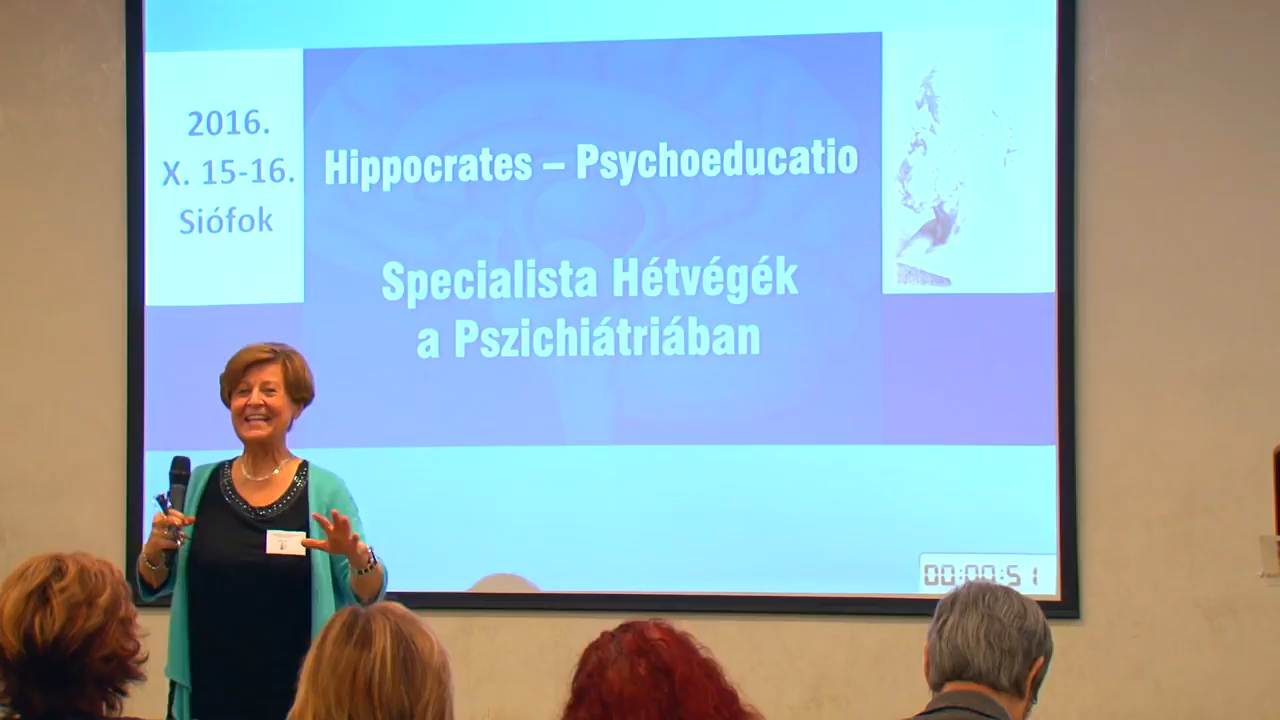 2016.
X. 15-16.
Siófok
Hippocrates – Psychoeducatio
Specialista Hétvégék
a Pszichiátriában
00:00:51